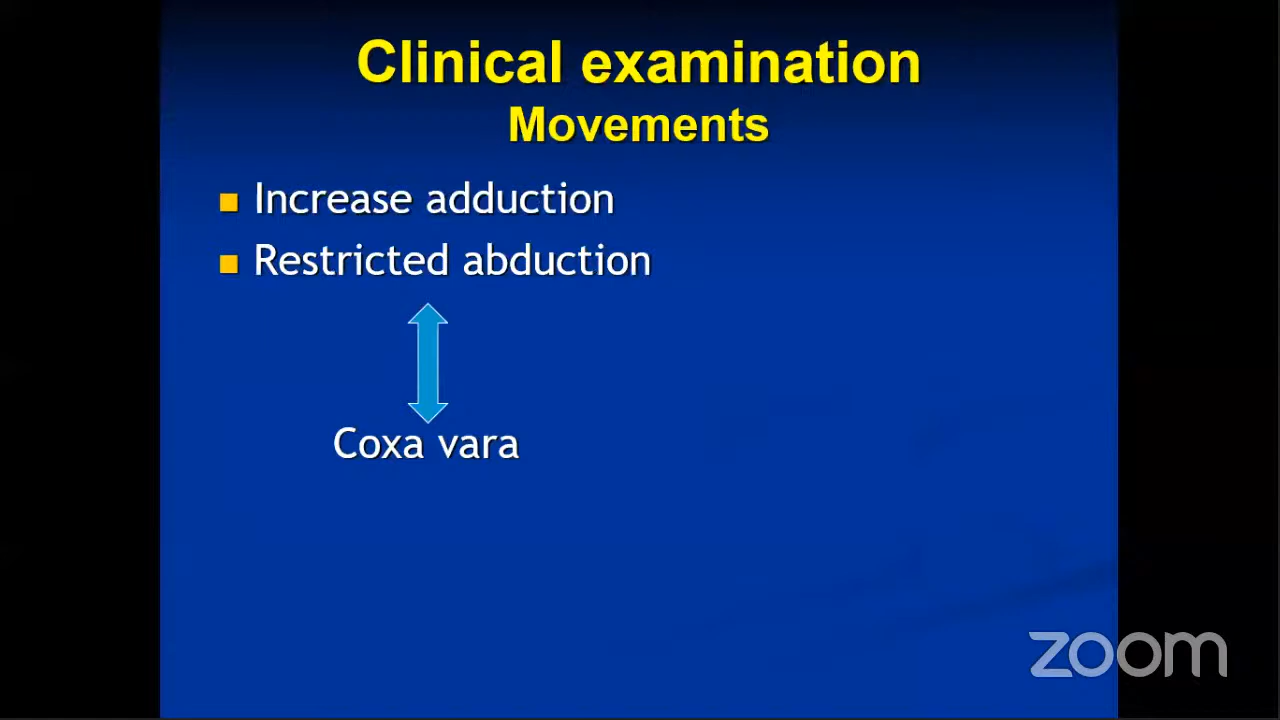 Clinical examination
Movements
Increase adduction
Restricted abduction
Coxa vara
zoom